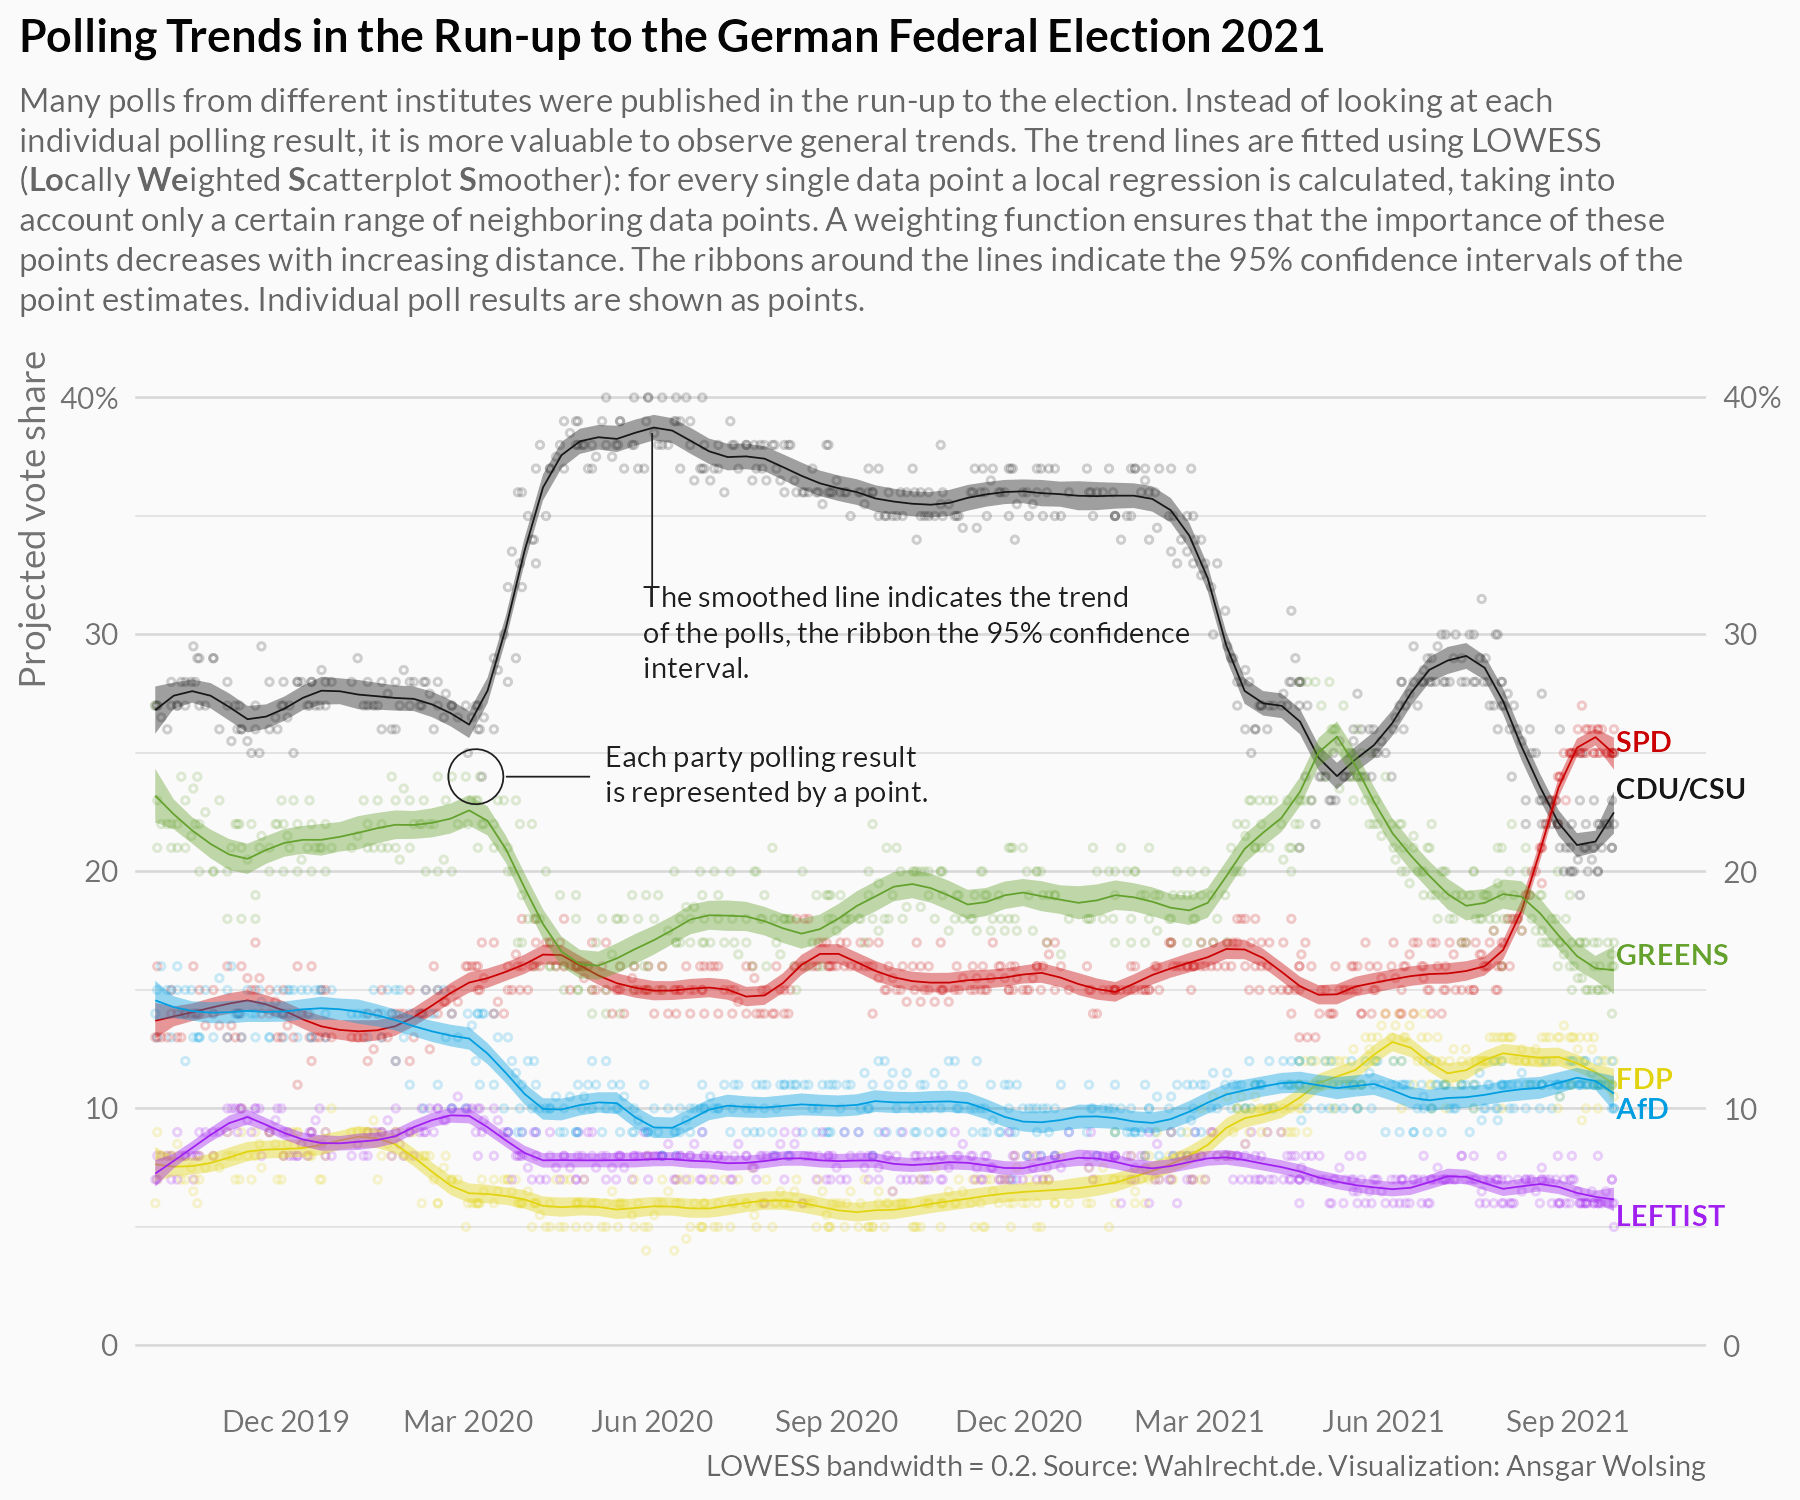 Polling Trends in the Run-up to the German Federal Election 2021
Many polls from different institutes were published in the run-up to the election. Instead of looking at each
individual polling result, it is more valuable to observe general trends. The trend lines are fitted using LOWESS
(Locally Weighted Scatterplot Smoother): for every single data point a local regression is calculated, taking into
account only a certain range of neighboring data points. A weighting function ensures that the importance of these
points decreases with increasing distance. The ribbons around the lines indicate the 95% confidence intervals of the
point estimates. Individual poll results are shown as points.
Projected vote share
40%
40%
The smoothed line indicates the trend
of the polls, the ribbon the 95% confidence
interval.
30
30
SPD
Each party polling result
is represented by a point.
CDU/CSU
20
20
GREENS
FDP
AfD
10
10
LEFTIST
0
0
Dec 2019
Mar 2020
Jun 2020
Sep 2020
Dec 2020
Mar 2021
Jun 2021
Sep 2021
LOWESS bandwidth = 0.2. Source: Wahlrecht.de. Visualization: Ansgar Wolsing